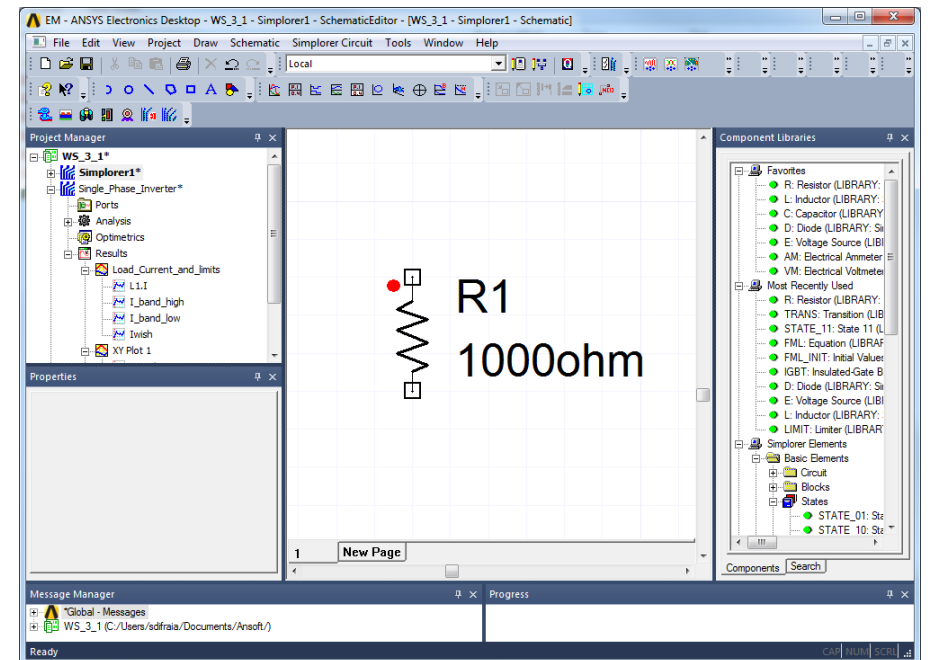 EM - ANSYS Electronics Desktop - WS_3_1 - Simplorer1 - SchematicEditor - [WS_3_1 - Simplorer1 - Schematic]
File Edit View Project Draw Schematic Simplorer Circuit Tools Window Help
Local
Project Manager
WS_3_1*
Simplorer1*
Single_Phase_Inverter*
Ports
Analysis
Optimetrics
Results
Load_Current_and_limits
L1.I
I_band_high
I_band_low
Iwish
XY Plot 1
Properties
R1
1000ohm
1 New Page
Component Libraries
Favorites
R: Resistor (LIBRARY:
L: Inductor (LIBRARY:
C: Capacitor (LIBRARY
D: Diode (LIBRARY: Si
E: Voltage Source (LIB
AM: Electrical Ammeter
VM: Electrical Voltmeter
Most Recently Used
R: Resistor (LIBRARY:
TRANS: Transition (LIB
STATE_11: State 11 (L
FML: Equation (LIBRAR
FML_INIT: Initial Values
IGBT: Insulated-Gate B
D: Diode (LIBRARY: Si
E: Voltage Source (LIB
L: Inductor (LIBRARY:
LIMIT: Limiter (LIBRAR
Simplorer Elements
Basic Elements
Circuit
Blocks
States
STATE_01: Sta
STATE_10: Sta
Components Search
Message Manager
*Global - Messages
WS_3_1 (C:/Users/sdifraia/Documents/Ansoft/)
Progress
Ready
CAP NUM SCRL